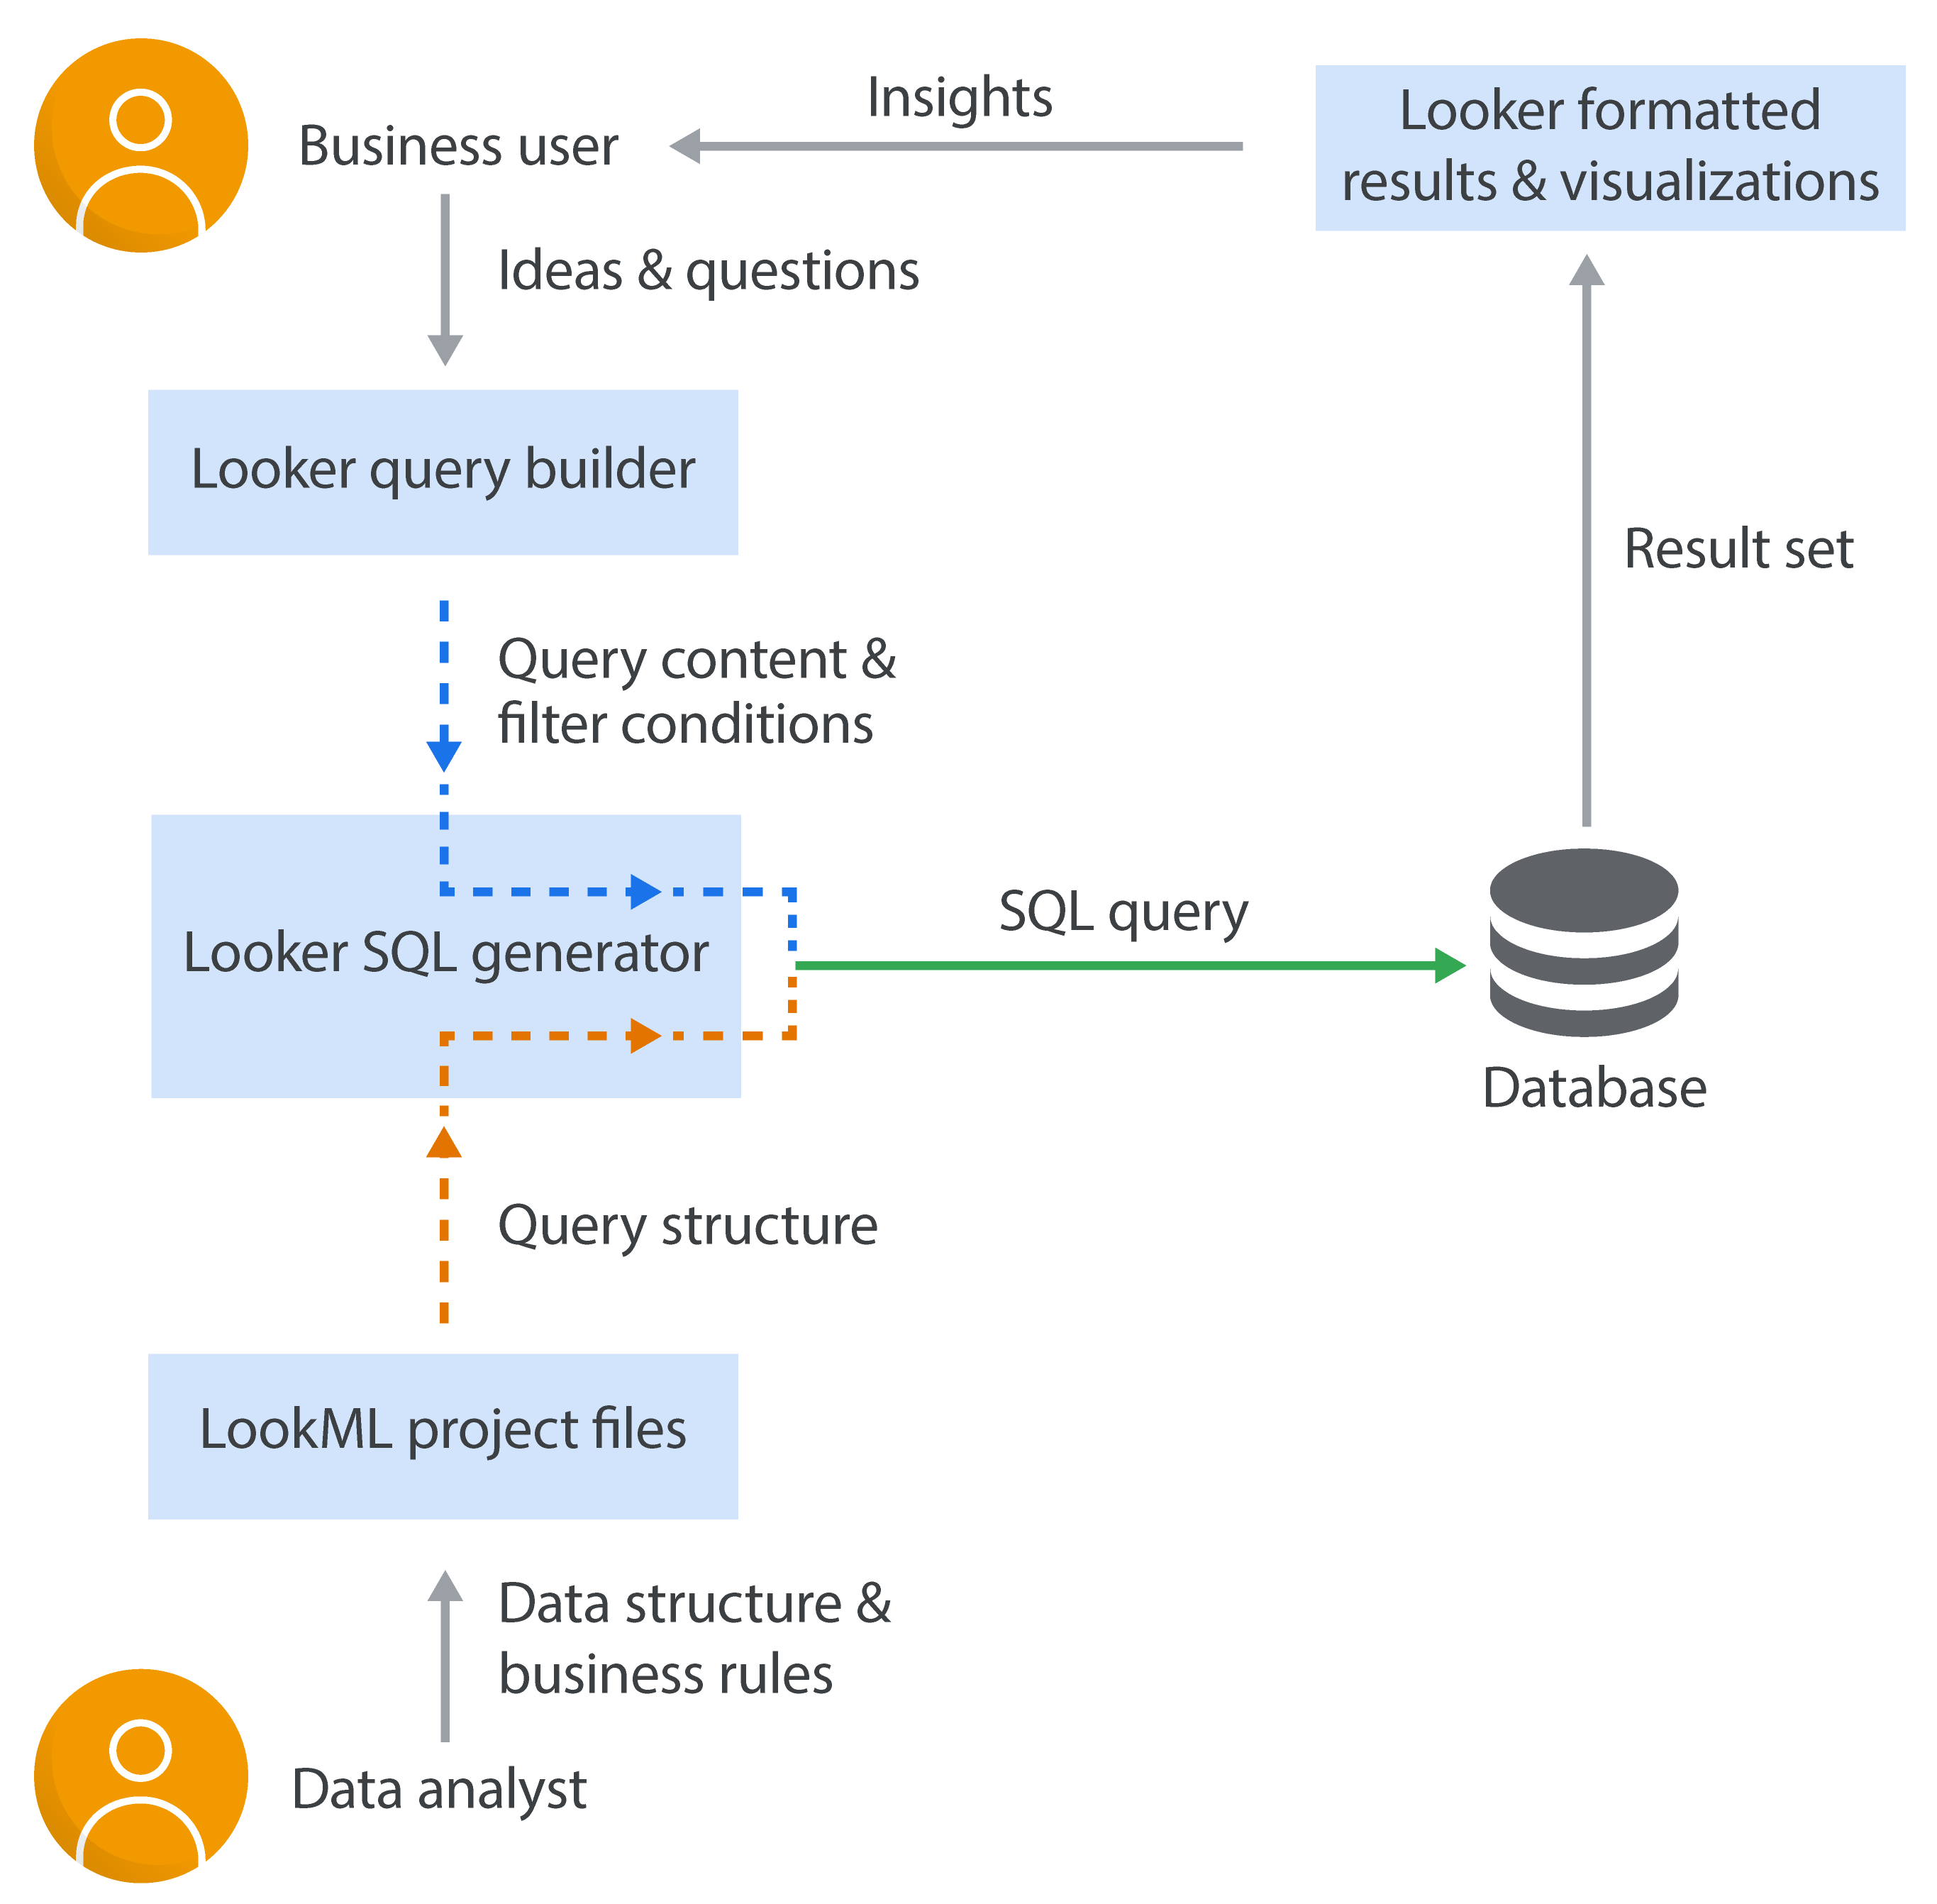 Business user
Insights
Looker formatted
results & visualizations
Ideas & questions
Looker query builder
Result set
Query content &
filter conditions
Looker SQL generator
SQL query
Database
Query structure
LookML project files
Data structure &
business rules
Data analyst